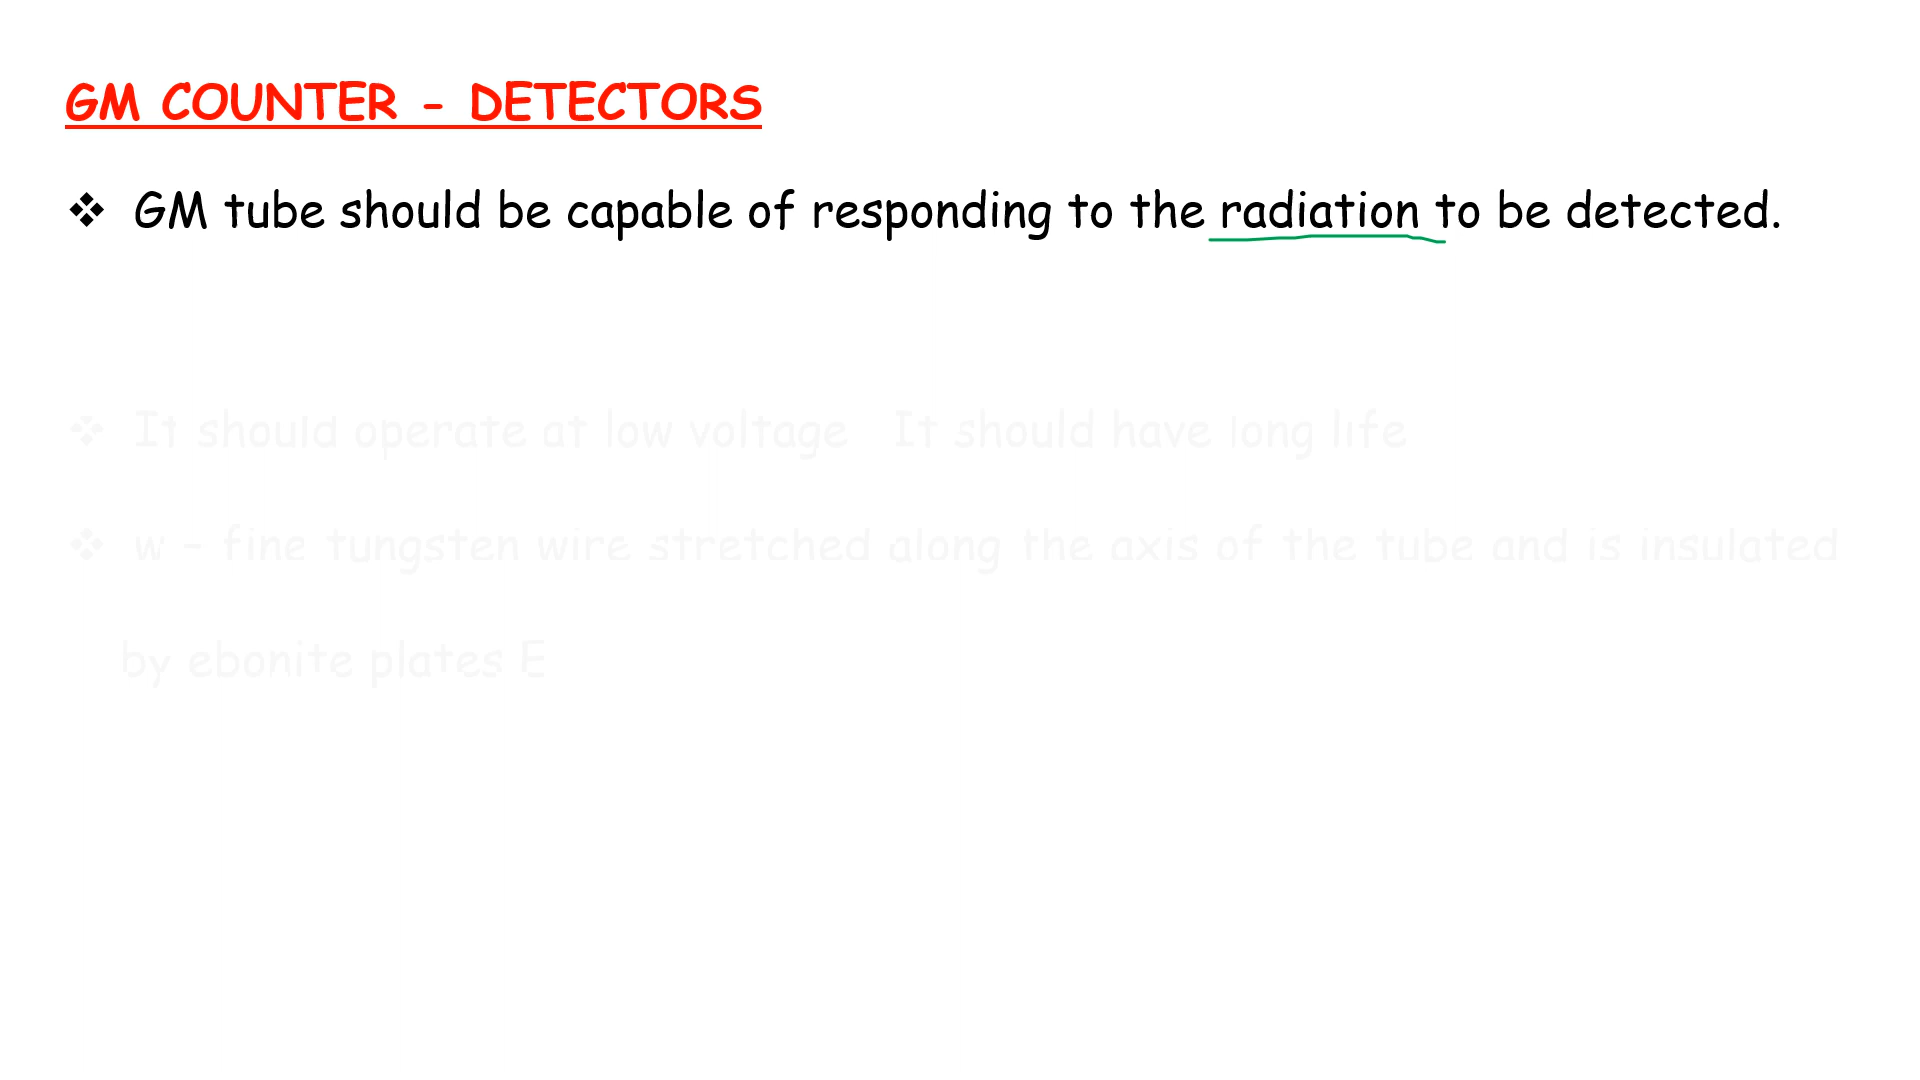 GM COUNTER - DETECTORS
❖ GM tube should be capable of responding to the radiation to be detected.
❖ It should operate at low voltage It should have long life
❖ w – fine tungsten wire stretched along the axis of the tube and is insulated
by ebonite plates E